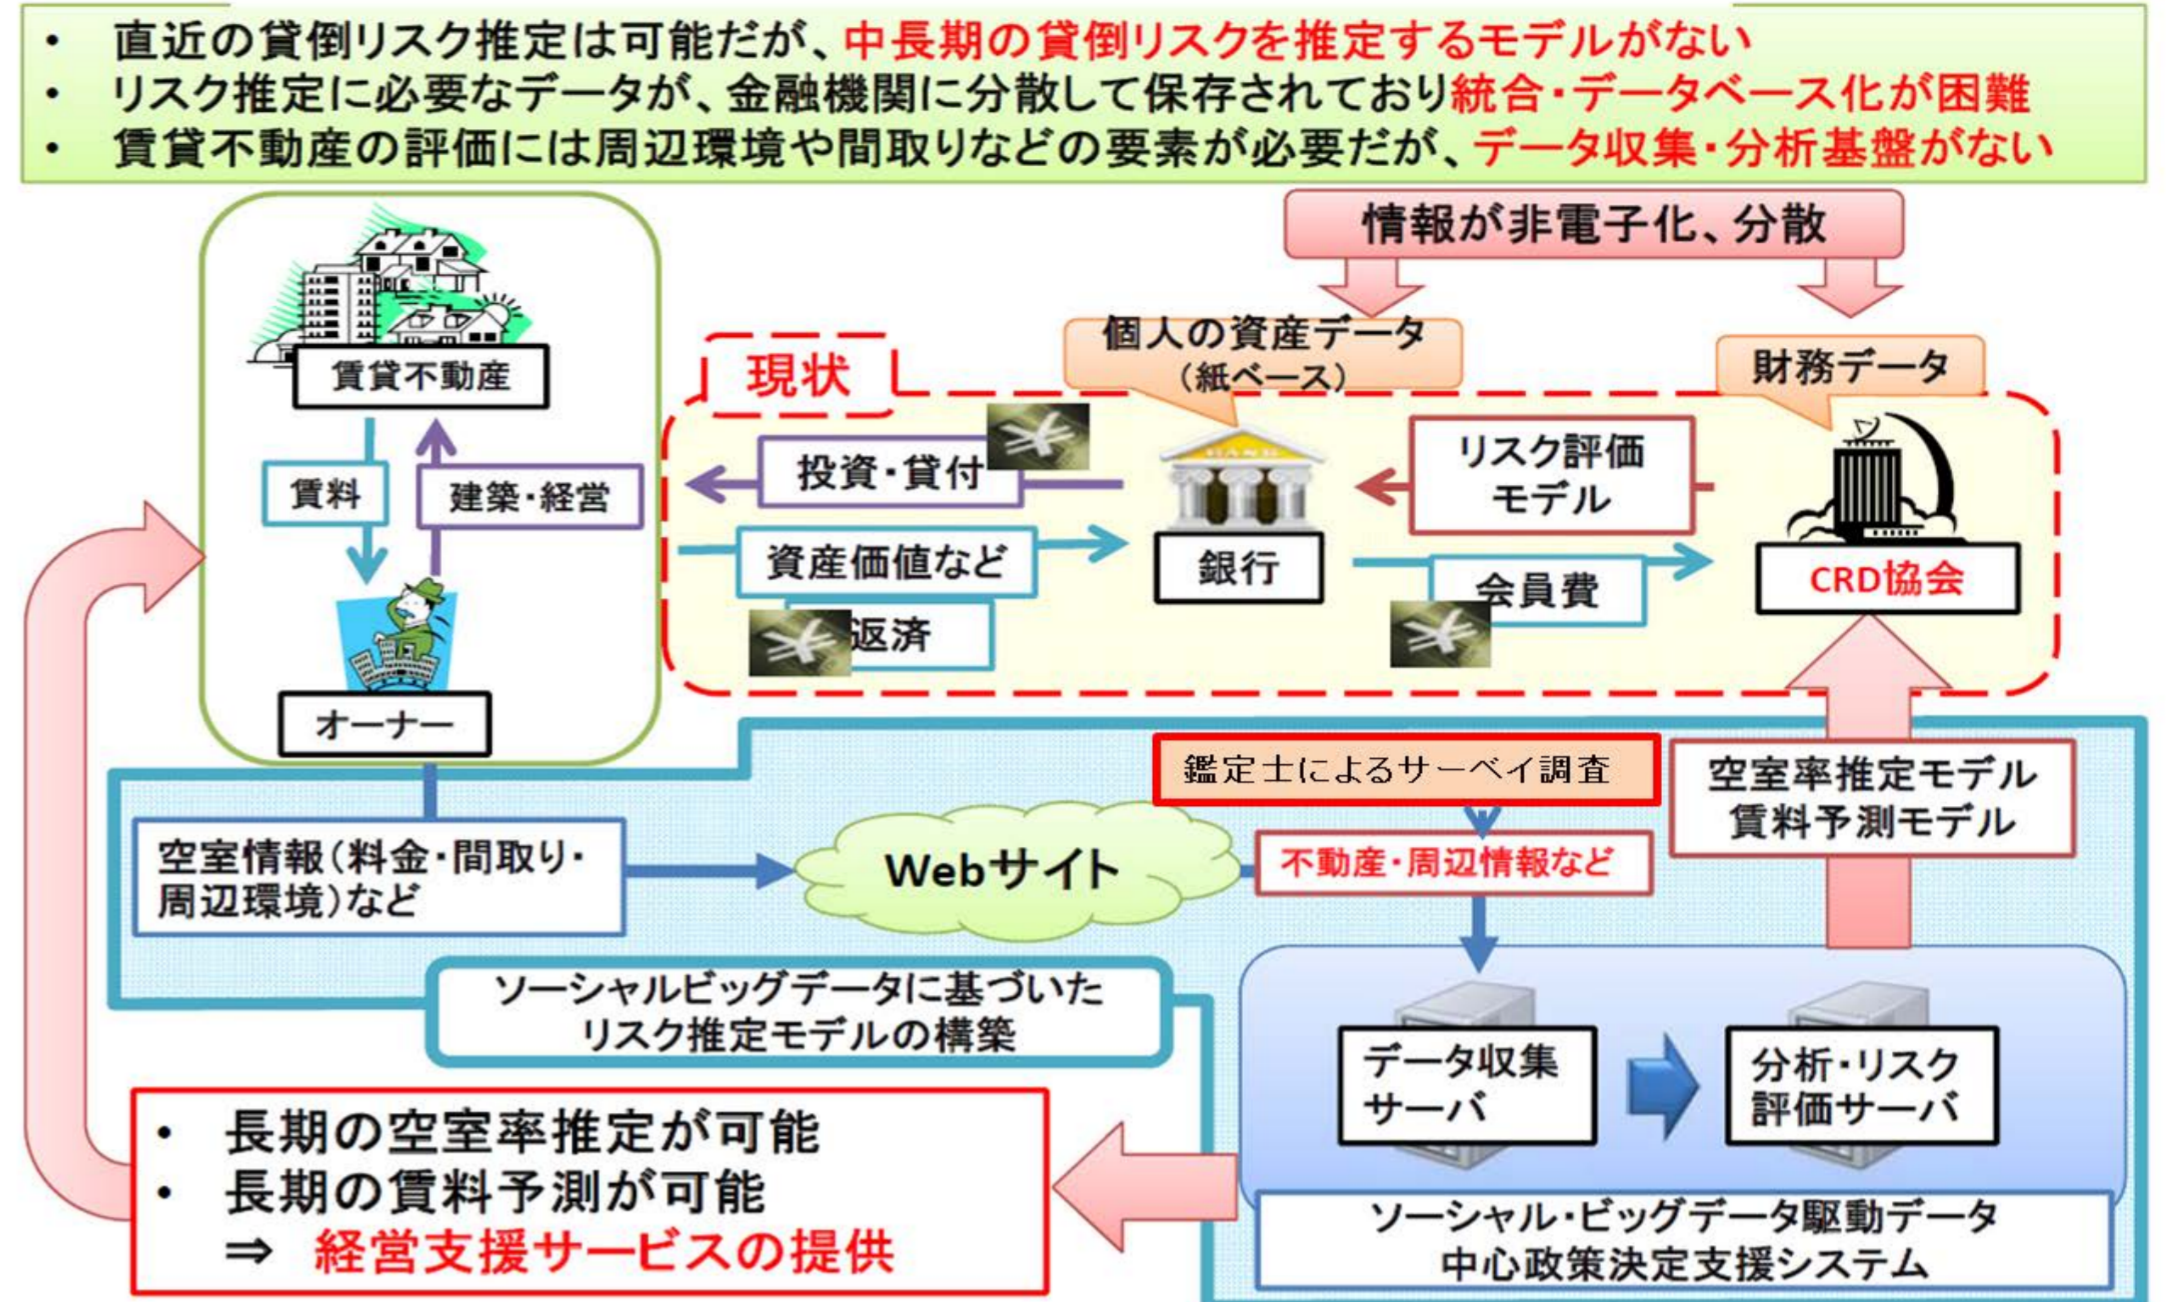 • 直近の貸倒リスク推定は可能だが、中長期の貸倒リスクを推定するモデルがない
• リスク推定に必要なデータが、金融機関に分散して保存されており統合・データベース化が困難
• 賃貸不動産の評価には周辺環境や間取りなどの要素が必要だが、データ収集・分析基盤がない
情報が非電子化、分散
個人の資産データ
（紙ベース）
財務データ
現状
賃貸不動産
賃料
建築・経営
オーナー
投資・貸付
資産価値など
返済
BANK
銀行
リスク評価
モデル
会員費
CRD協会
鑑定士によるサーベイ調査
空室率推定モデル
賃料予測モデル
空室情報（料金・間取り・
周辺環境）など
Webサイト
不動産・周辺情報など
ソーシャルビッグデータに基づいた
リスク推定モデルの構築
データ収集
サーバ
分析・リスク
評価サーバ
ソーシャル・ビッグデータ駆動データ
中心政策決定支援システム
• 長期の空室率推定が可能
• 長期の賃料予測が可能
⇒ 経営支援サービスの提供